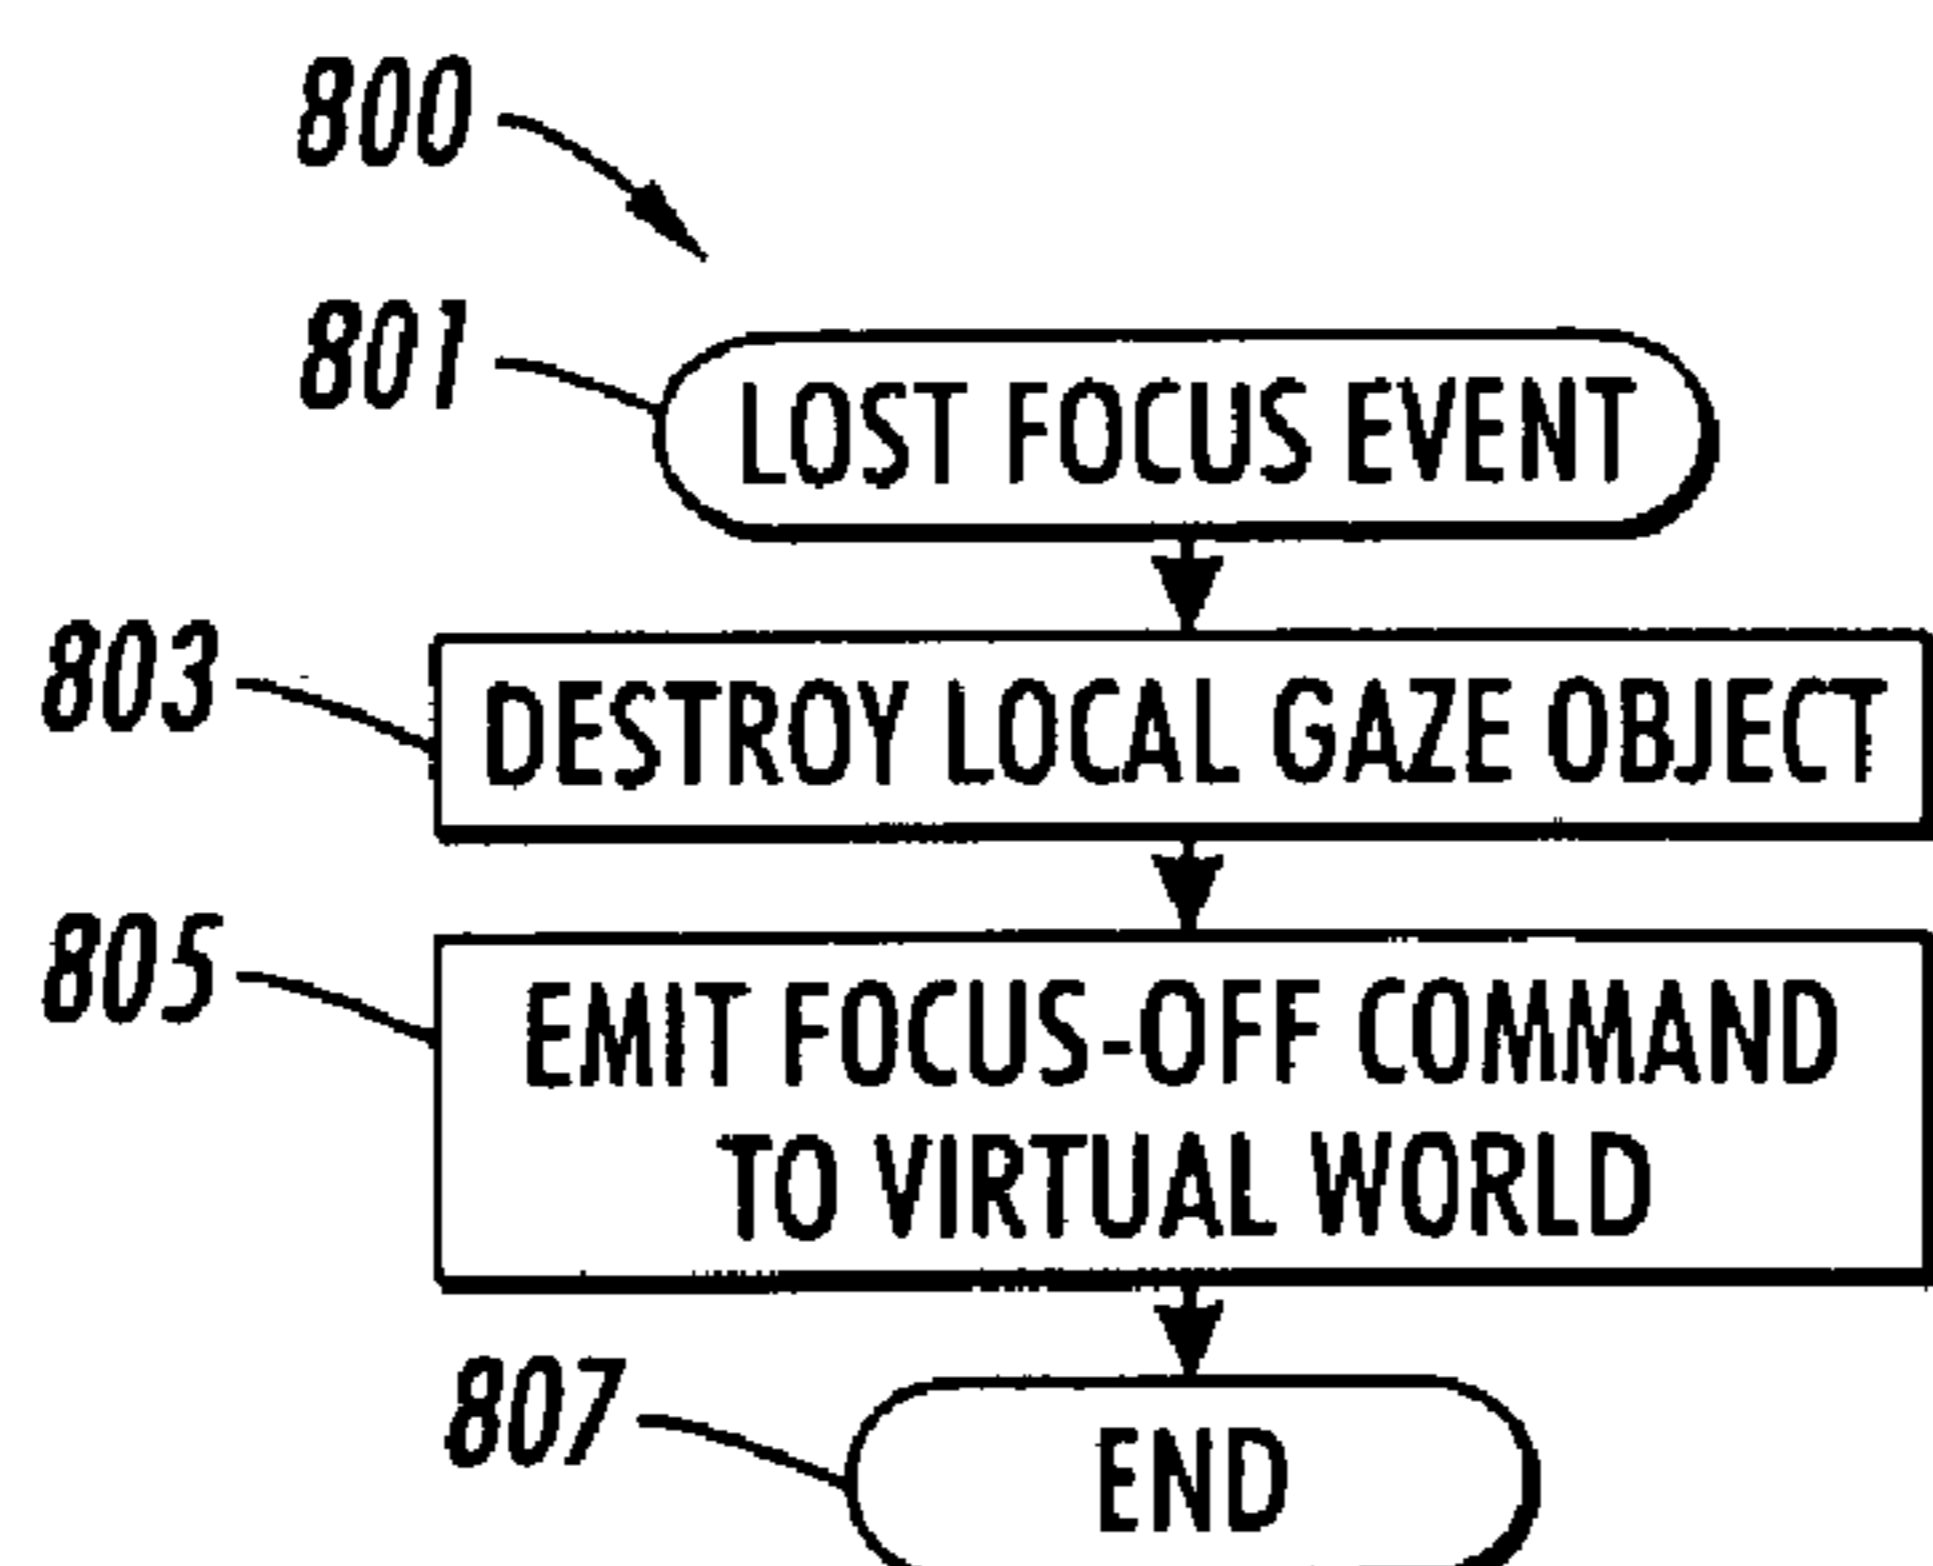 800
801
LOST FOCUS EVENT
803
DESTROY LOCAL GAZE OBJECT
805
EMIT FOCUS-OFF COMMAND
TO VIRTUAL WORLD
807
END